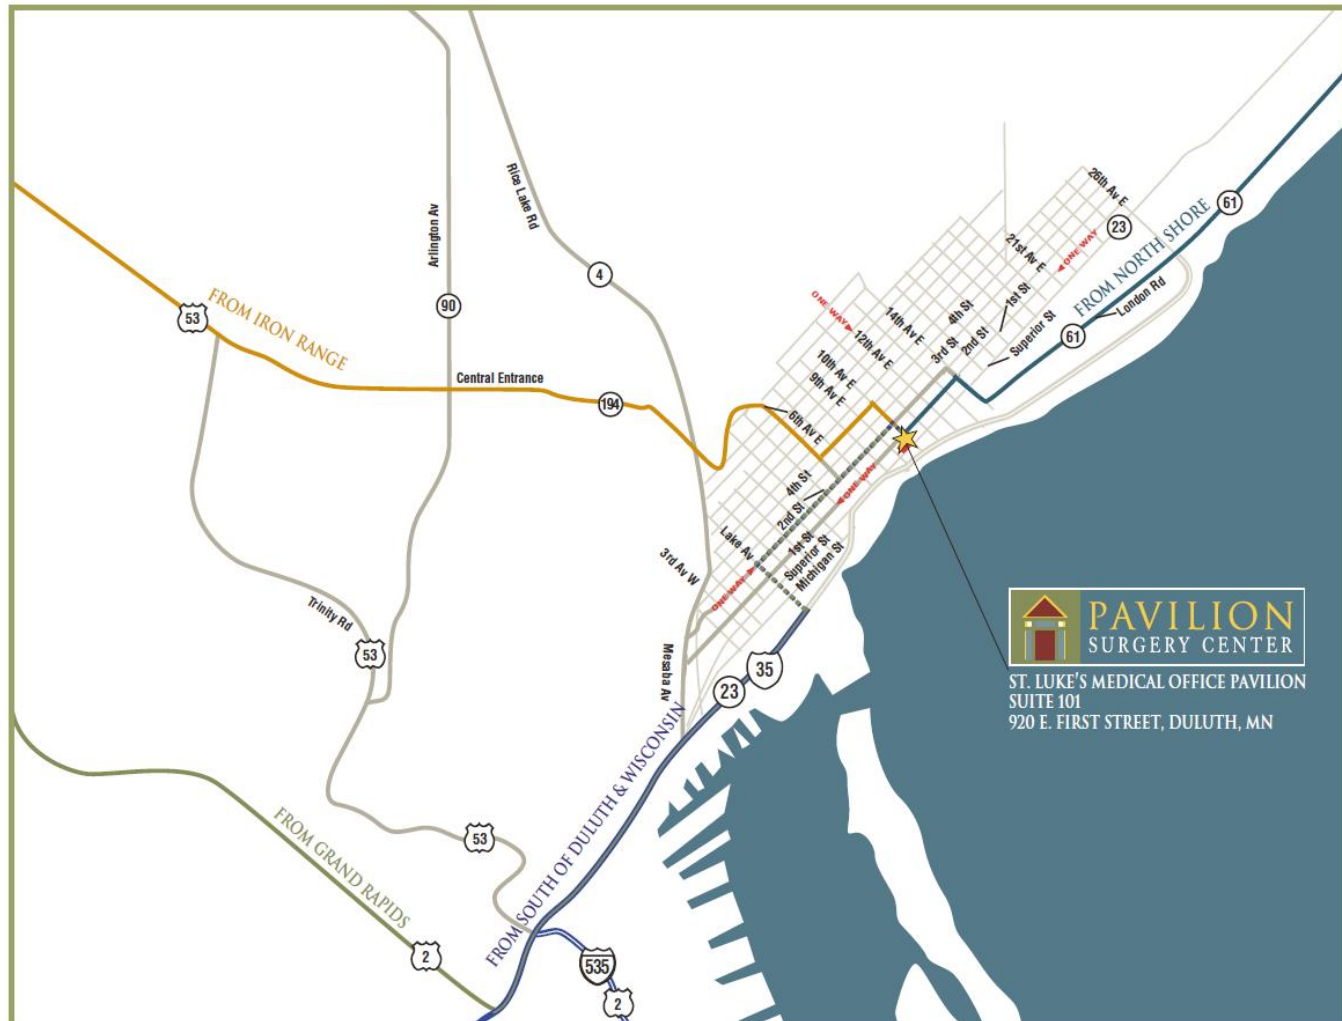 26th Av E
Rice Lake Rd
61
Arlington Av
23
ONE WAY
21st Av E
FROM NORTH SHORE
4
1st St
London Rd
FROM IRON RANGE
53
90
ONE WAY
14th Av E
4th St
Superior St
61
12th Av E
3rd St
2nd St
10th Av E
9th Av E
Central Entrance
194
6th Av E
4th St
ONE WAY
2nd St
Lake Av
1st St
Superior St
Michigan St
3rd Av W
ONE WAY
Trinity Rd
53
Mesaba Av
35
23
PAVILION
SURGERY CENTER
ST. LUKE'S MEDICAL OFFICE PAVILION
SUITE 101
920 E. FIRST STREET, DULUTH, MN
FROM SOUTH OF DULUTH & WISCONSIN
53
FROM GRAND RAPIDS
2
535
2